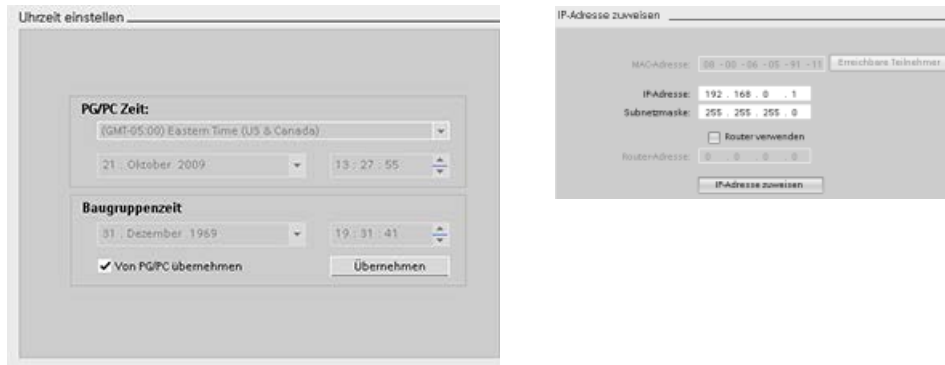 Uhrzeit einstellen
PG/PC Zeit:
(GMT-05:00) Eastern Time (US & Canada)
21 . Oktober 2009
13 : 27 : 55
Baugruppenzeit
31 . Dezember 1969
19 : 31 : 41
Von PG/PC übernehmen
Übernehmen
IP-Adresse zuweisen
MAC-Adresse: 08 - 00 - 06 - 05 - 91 - 11 Erreichbare Teilnehmer
IP-Adresse: 192 . 168 . 0 . 1
Subnetzmaske: 255 . 255 . 255 . 0
Router verwenden
Router-Adresse: 0 . 0 . 0 . 0
IP-Adresse zuweisen